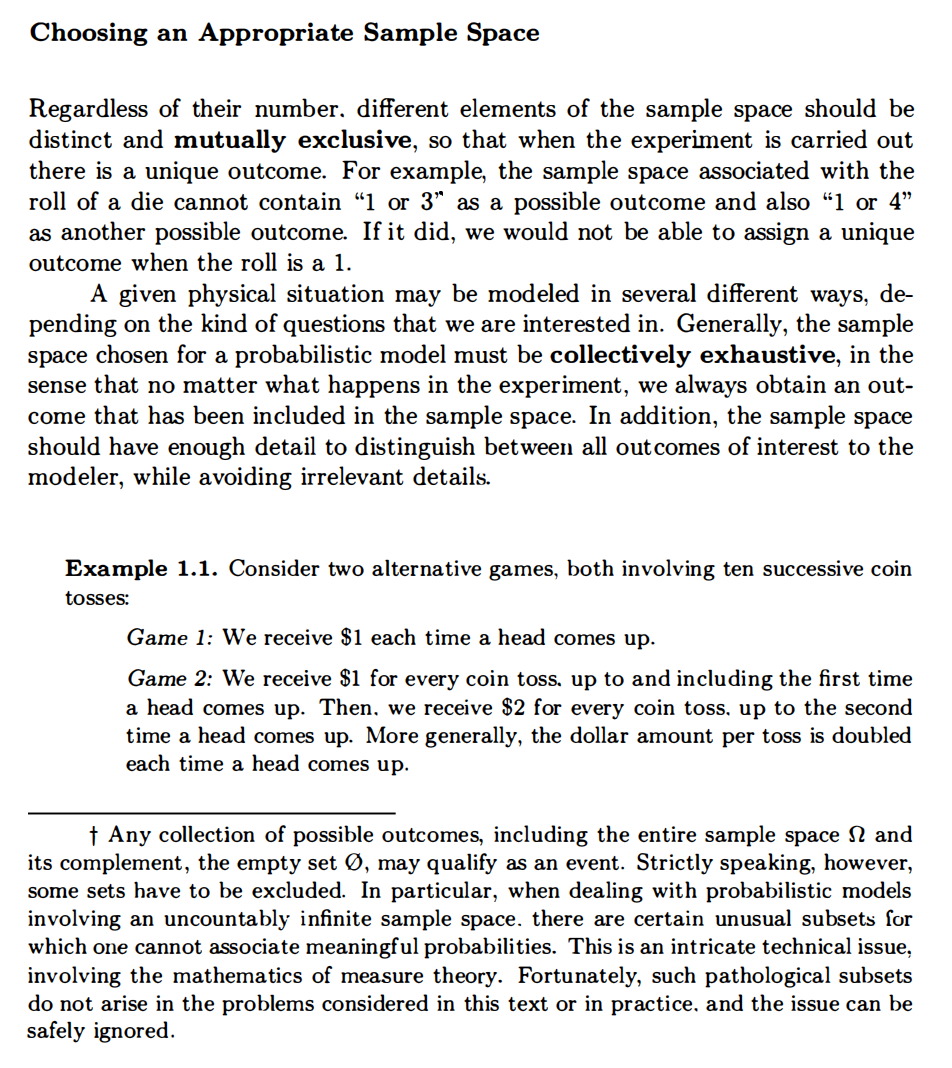 Choosing an Appropriate Sample Space
Regardless of their number. different elements of the sample space should be
distinct and mutually exclusive, so that when the experiment is carried out
there is a unique outcome. For example, the sample space associated with the
roll of a die cannot contain “1 or 3” as a possible outcome and also “1 or 4”
as another possible outcome. If it did, we would not be able to assign a unique
outcome when the roll is a 1.
A given physical situation may be modeled in several different ways, de-
pending on the kind of questions that we are interested in. Generally, the sample
space chosen for a probabilistic model must be collectively exhaustive, in the
sense that no matter what happens in the experiment, we always obtain an out-
come that has been included in the sample space. In addition, the sample space
should have enough detail to distinguish between all outcomes of interest to the
modeler, while avoiding irrelevant details.
Example 1.1. Consider two alternative games, both involving ten successive coin
tosses:
Game 1: We receive $1 each time a head comes up.
Game 2: We receive $1 for every coin toss. up to and including the first time
a head comes up. Then. we receive $2 for every coin toss. up to the second
time a head comes up. More generally, the dollar amount per toss is doubled
each time a head comes up.
† Any collection of possible outcomes, including the entire sample space Ω and
its complement, the empty set Ø, may qualify as an event. Strictly speaking, however,
some sets have to be excluded. In particular, when dealing with probabilistic models
involving an uncountably infinite sample space. there are certain unusual subsets for
which one cannot associate meaningful probabilities. This is an intricate technical issue,
involving the mathematics of measure theory. Fortunately, such pathological subsets
do not arise in the problems considered in this text or in practice. and the issue can be
safely ignored.